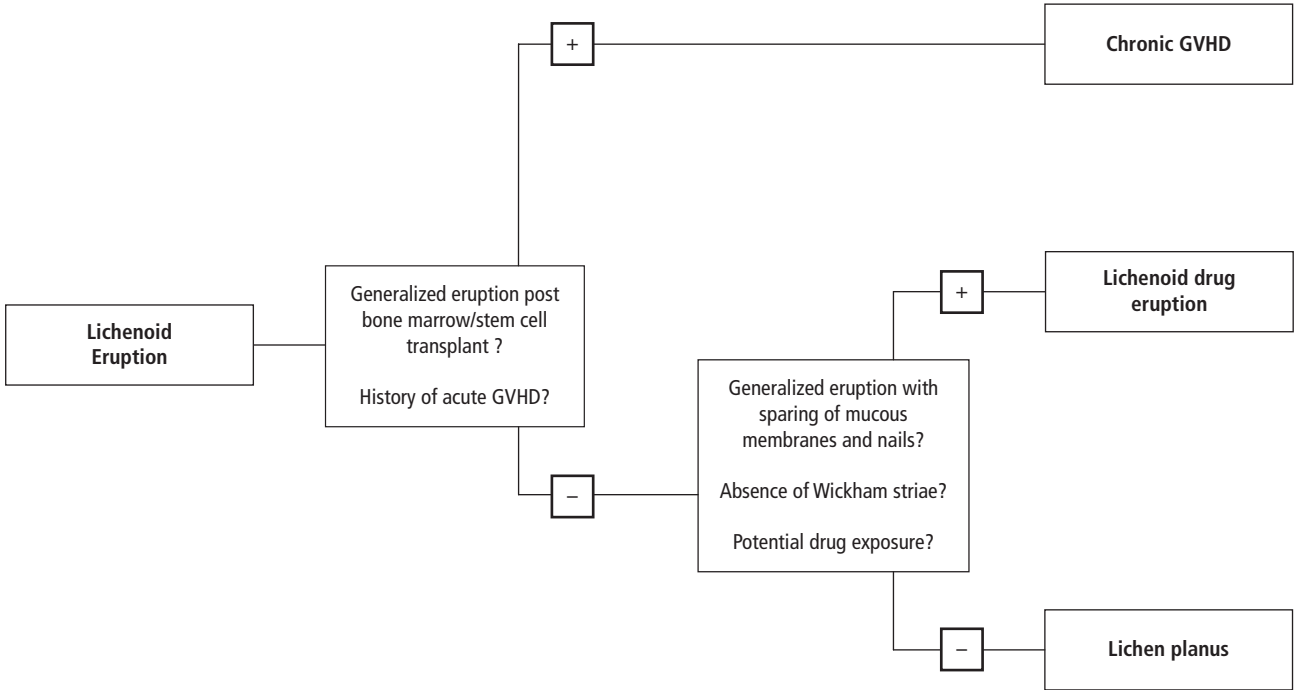 +
Chronic GVHD
Lichenoid
Eruption
Generalized eruption post
bone marrow/stem cell
transplant ?
History of acute GVHD?
−
Generalized eruption with
sparing of mucous
membranes and nails?
Absence of Wickham striae?
Potential drug exposure?
+
Lichenoid drug
eruption
−
Lichen planus